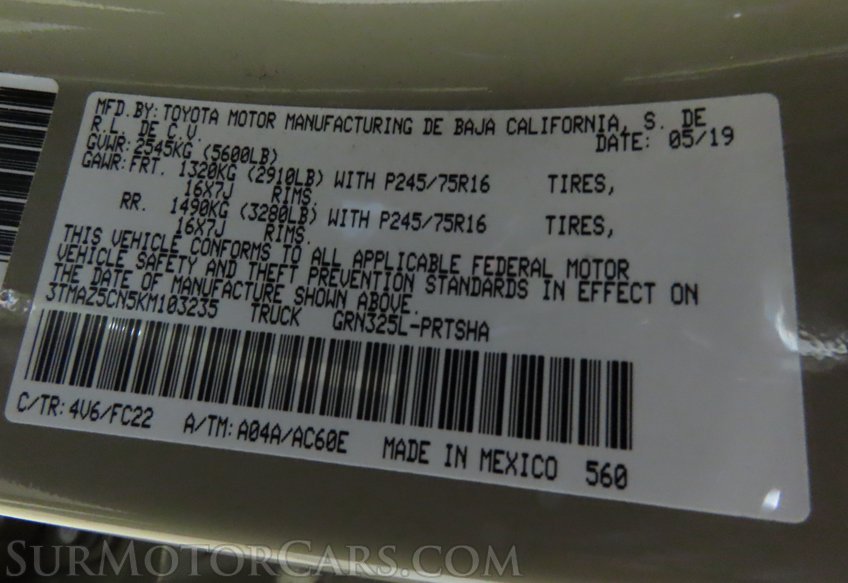 MFD. BY: TOYOTA MOTOR MANUFACTURING DE BAJA CALIFORNIA, S. DE
R.L. DE C.V. DATE: 05/19
GVWR: 2545KG (5600LB)
GAWR: FRT. 1320KG (2910LB) WITH P245/75R16 TIRES,
16X7J RIMS.
RR. 1490KG (3280LB) WITH P245/75R16 TIRES,
16X7J RIMS.
THIS VEHICLE CONFORMS TO ALL APPLICABLE FEDERAL MOTOR
VEHICLE SAFETY AND THEFT PREVENTION STANDARDS IN EFFECT ON
THE DATE OF MANUFACTURE SHOWN ABOVE.
3TMAZ5CN5KM103235 TRUCK GRN325L-PRTSHA
C/TR: 4V6/FC22 A/TM: A04A/AC60E MADE IN MEXICO 560
SURMOTORCARS.COM